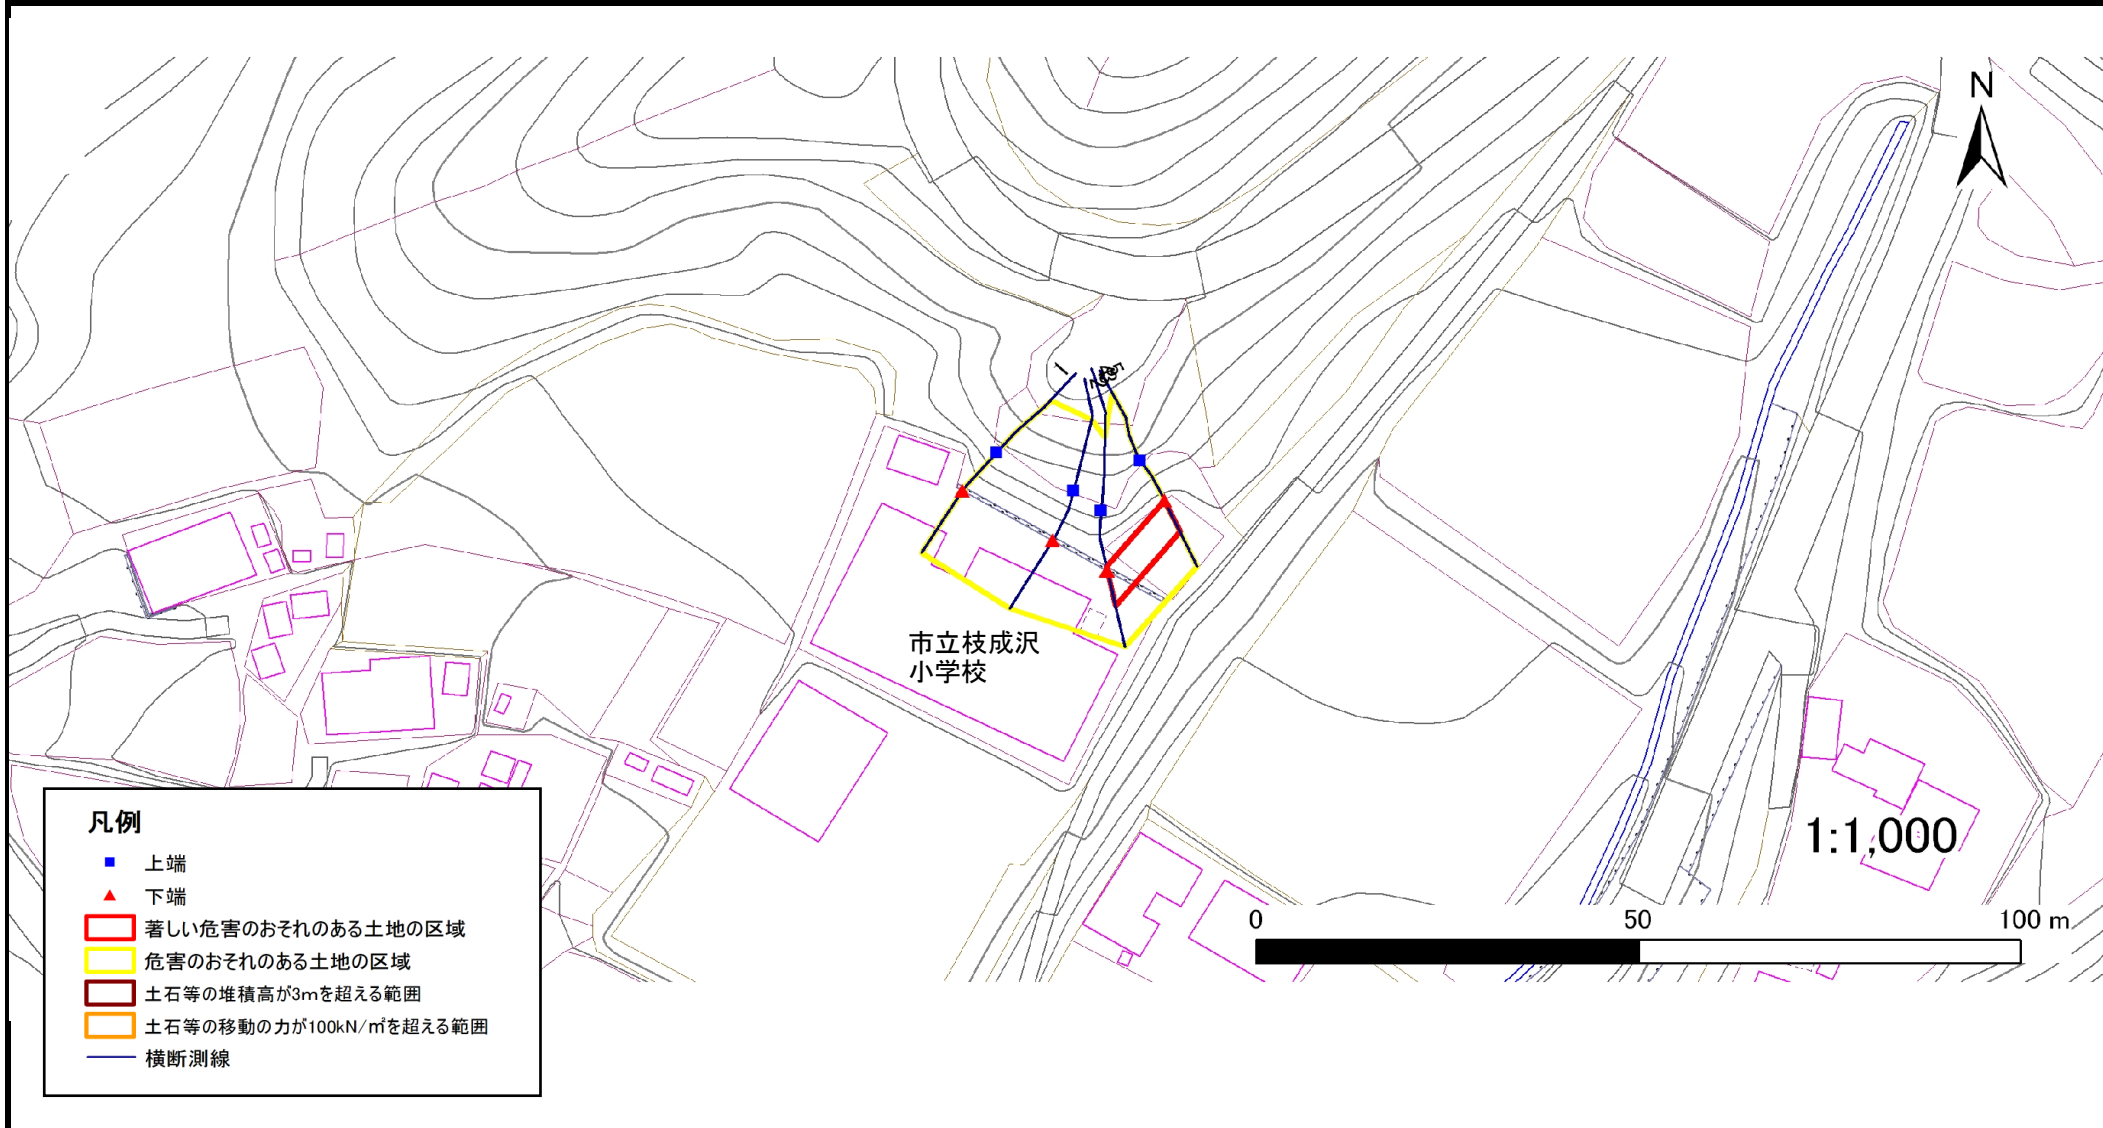 N
1
2
5
市立枝成沢
小学校
凡例
上端
下端
著しい危害のおそれのある土地の区域
危害のおそれのある土地の区域
土石等の堆積高が3mを超える範囲
土石等の移動の力が100kN/㎡を超える範囲
横断測線
1:1,000
0 50 100 m